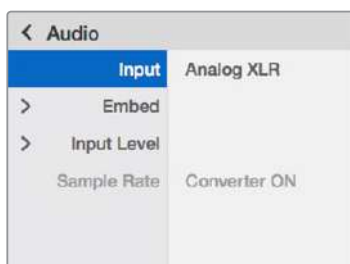 < Audio
Input Analog XLR
> Embed
> Input Level
Sample Rate Converter ON